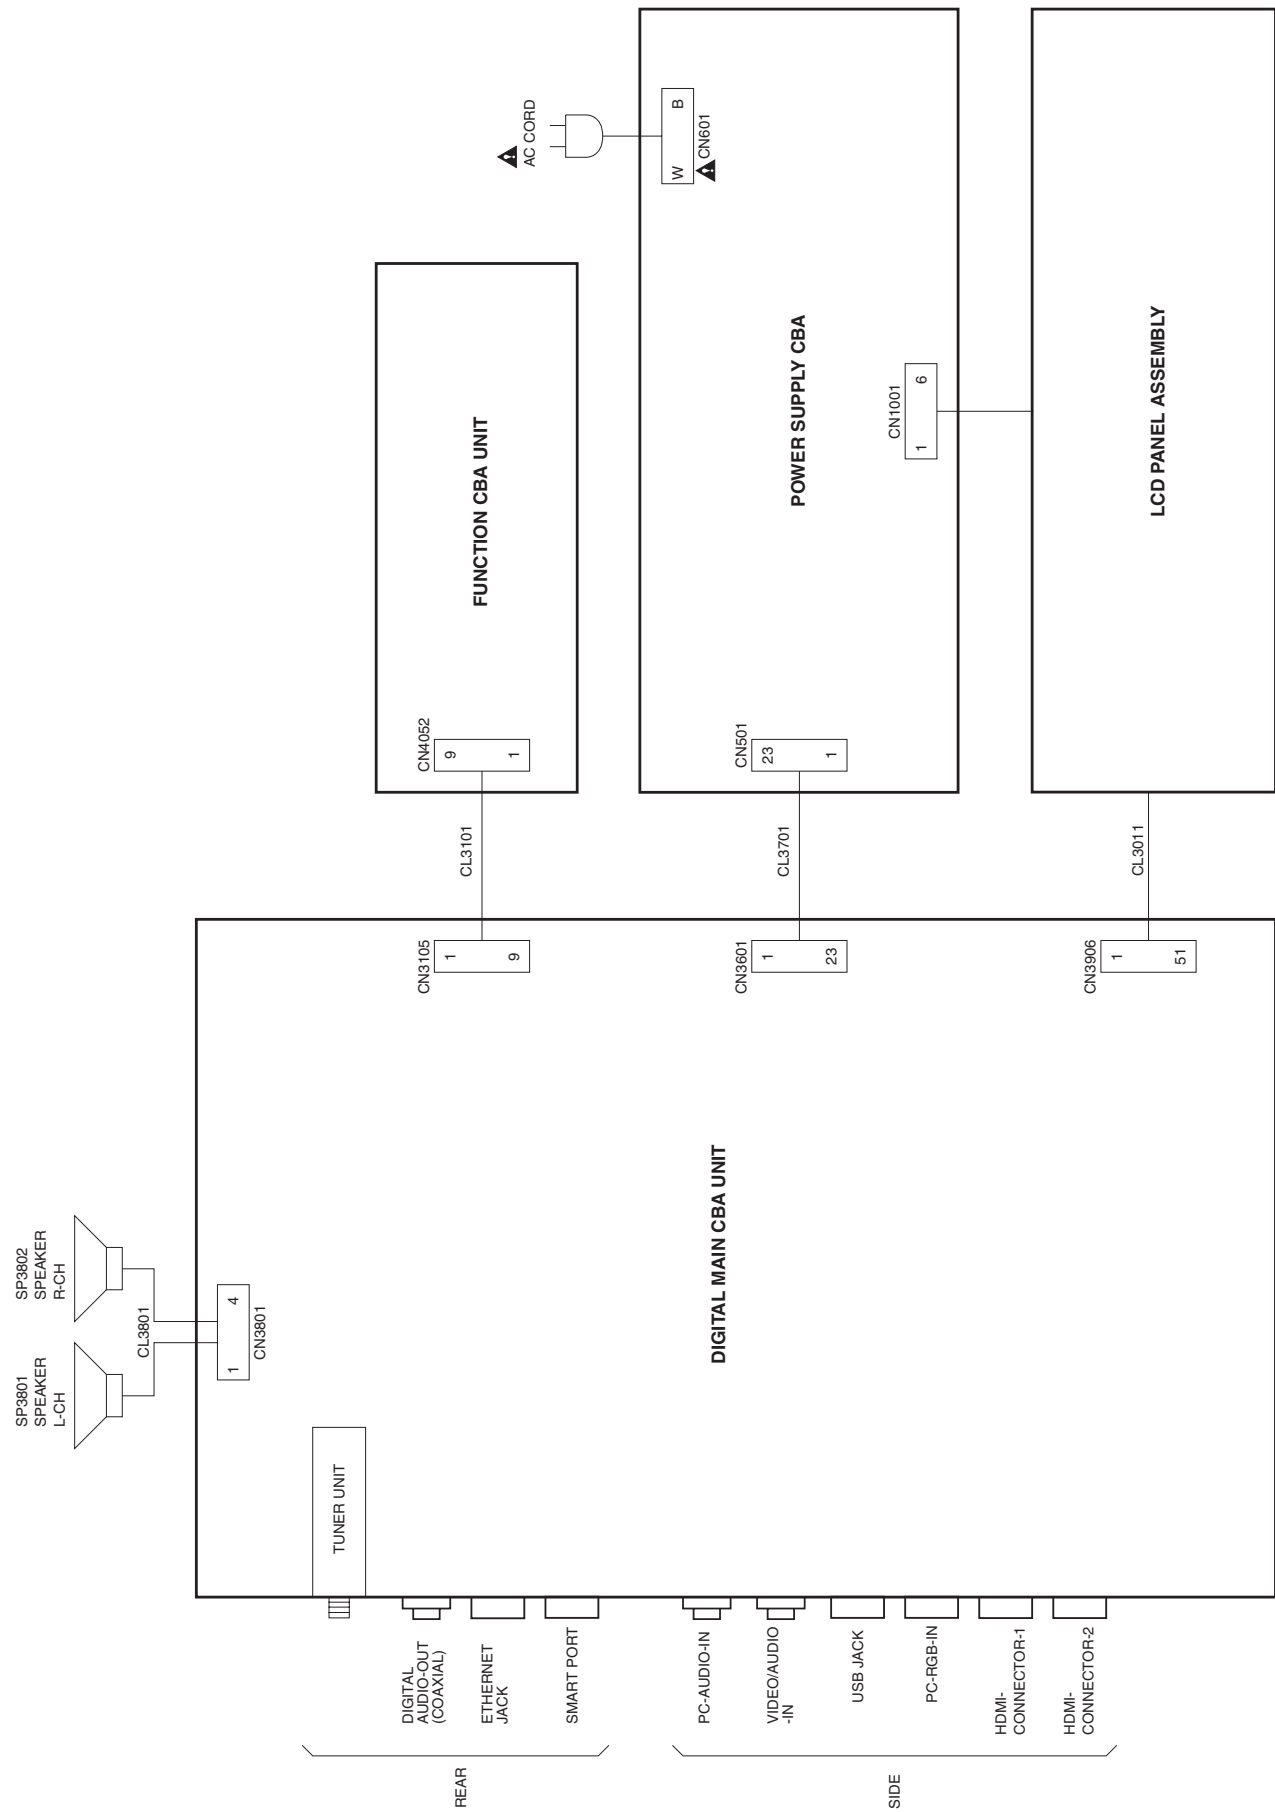 SP3801
SPEAKER
L-CH
SP3802
SPEAKER
R-CH
CL3801
1 4
CN3801
AC CORD
W B
CN601
REAR
TUNER UNIT
DIGITAL
AUDIO-OUT
(COAXIAL)
ETHERNET
JACK
SMART PORT
SIDE
PC-AUDIO-IN
VIDEO/AUDIO
-IN
USB JACK
PC-RGB-IN
HDMI-
CONNECTOR-1
HDMI-
CONNECTOR-2
DIGITAL MAIN CBA UNIT
CN3105
1
9
CL3101
CN4052
9
1
FUNCTION CBA UNIT
CN3601
1
23
CL3701
CN501
23
1
POWER SUPPLY CBA
CN1001
1 6
CN3906
1
51
CL3011
LCD PANEL ASSEMBLY